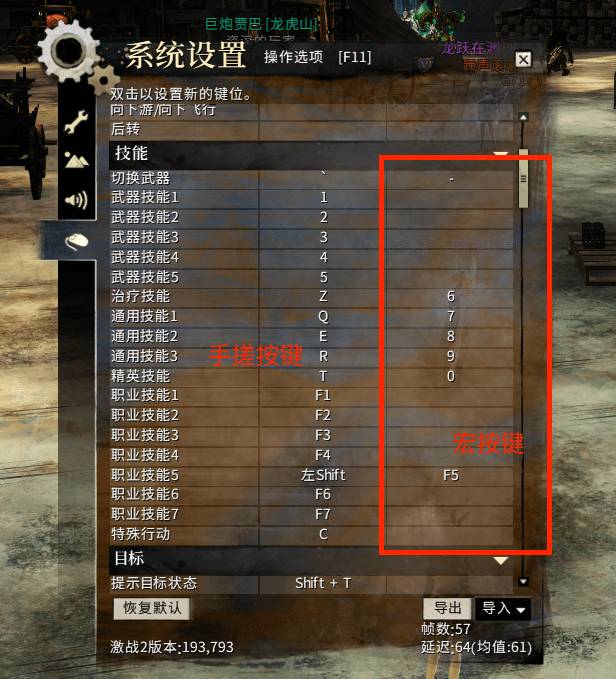 巨炮贾巴[龙虎山]
系统设置 操作选项 [F11]
龙跃在渊
双击以设置新的键位。
向下游/向下飞行
后转
技能
切换武器 ` -
武器技能1 1
武器技能2 2
武器技能3 3
武器技能4 4
武器技能5 5
治疗技能 Z 6
通用技能1 Q 7
通用技能2 E 8
通用技能3 R 9
手搓按键
精英技能 T 0
职业技能1 F1
职业技能2 F2
职业技能3 F3
宏按键
职业技能4 F4
职业技能5 左Shift F5
职业技能6 F6
职业技能7 F7
特殊行动 C
目标
提示目标状态 Shift + T
恢复默认 导出 导入
帧数:57
激战2版本:193,793 延迟:64(均值:61)